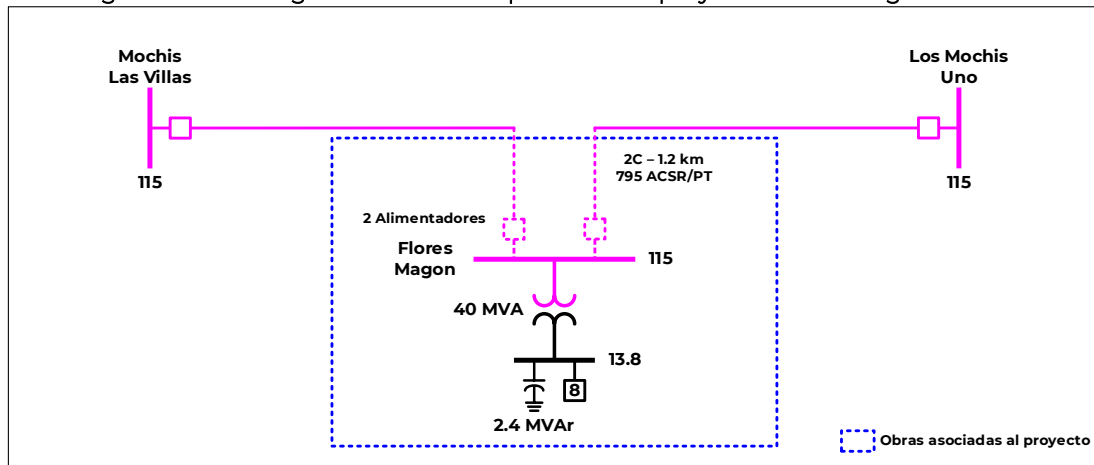 Mochis
Las Villas
Los Mochis
Uno
115
115
2C – 1.2 km
795 ACSR/PT
2 Alimentadores
Flores
Magon
115
40 MVA
13.8
8
2.4 MVAr
Obras asociadas al proyecto